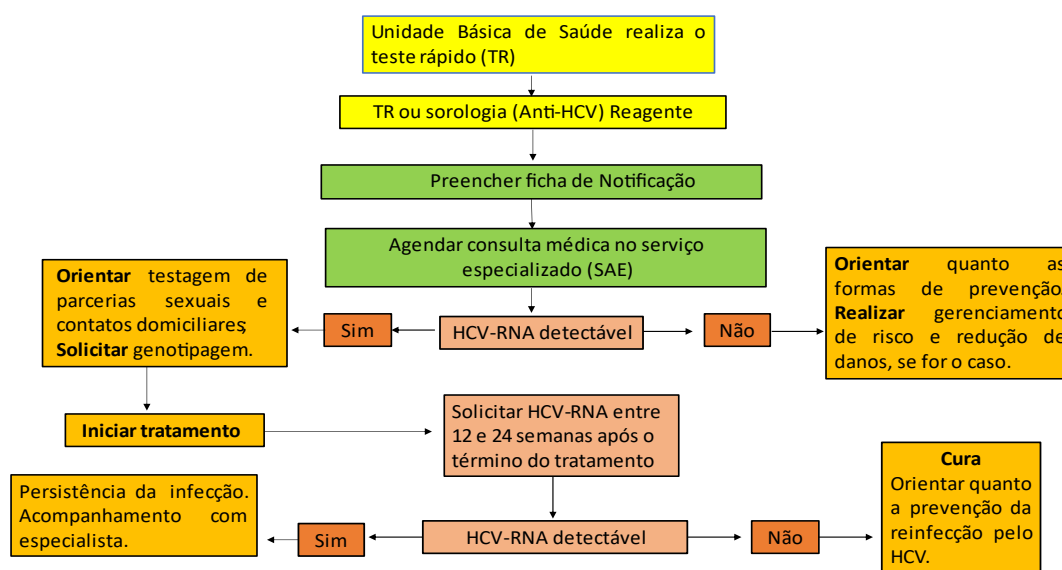 Unidade Básica de Saúde realiza o
teste rápido (TR)
TR ou sorologia (Anti-HCV) Reagente
Preencher ficha de Notificação
Agendar consulta médica no serviço
especializado (SAE)
Orientar testagem de
parcerias sexuais e
contatos domiciliares;
Solicitar genotipagem.
Sim
HCV-RNA detectável
Não
Orientar quanto as
formas de prevenção.
Realizar gerenciamento
de risco e redução de
danos, se for o caso.
Iniciar tratamento
Solicitar HCV-RNA entre
12 e 24 semanas após o
término do tratamento
Persistência da infecção.
Acompanhamento com
especialista.
Sim
HCV-RNA detectável
Não
Cura
Orientar quanto
a prevenção da
reinfecção pelo
HCV.